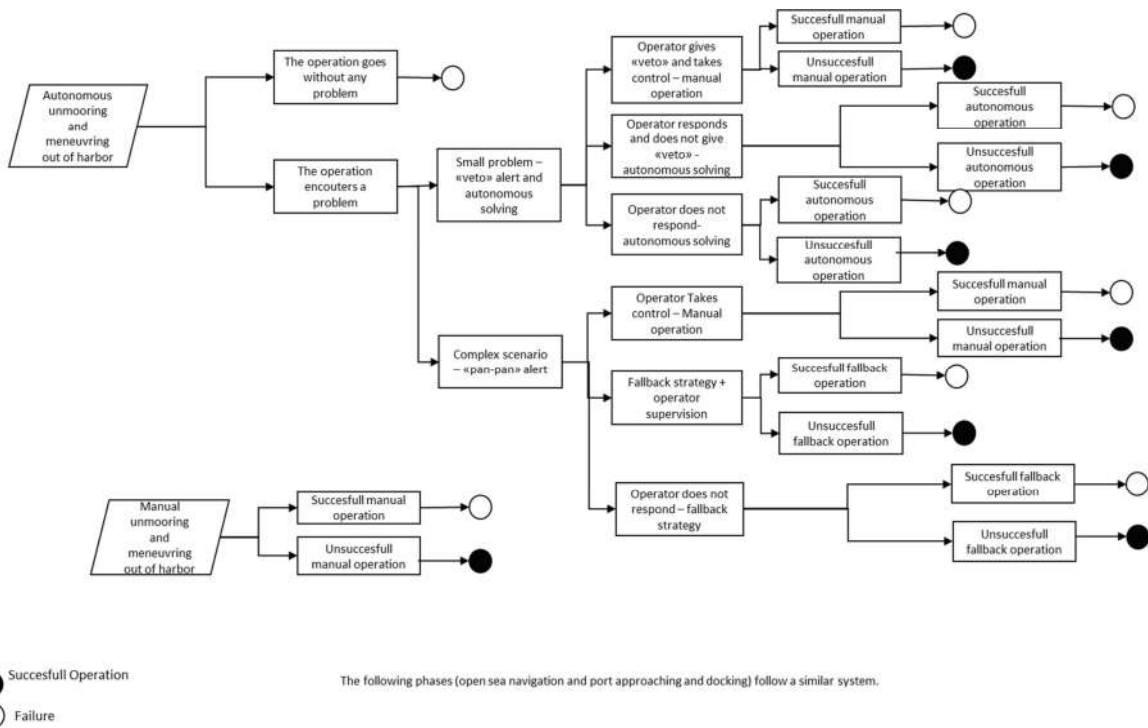 Autonomous
unmooring
and
meneuvring
out of harbor
The operation goes
without any
problem
The operation
encouters a
problem
Small problem –
«veto» alert and
autonomous
solving
Complex scenario
– «pan-pan» alert
Operator gives
«veto» and takes
control – manual
operation
Operator responds
and does not give
«veto» -
autonomous solving
Operator does not
respond-
autonomous solving
Operator Takes
control – Manual
operation
Fallback strategy +
operator
supervision
Operator does not
respond – fallback
strategy
Succesfull manual
operation
Unsuccesfull
manual operation
Succesfull
autonomous
operation
Unsuccesfull
autonomous
operation
Succesfull
autonomous
operation
Unsuccesfull
autonomous
operation
Succesfull manual
operation
Unsuccesfull
manual operation
Succesfull fallback
operation
Unsuccesfull
fallback operation
Succesfull fallback
operation
Unsuccesfull
fallback operation
Manual
unmooring
and
meneuvring
out of harbor
Succesfull manual
operation
Unsuccesfull
manual operation
Succesfull Operation
Failure
The following phases (open sea navigation and port approaching and docking) follow a similar system.